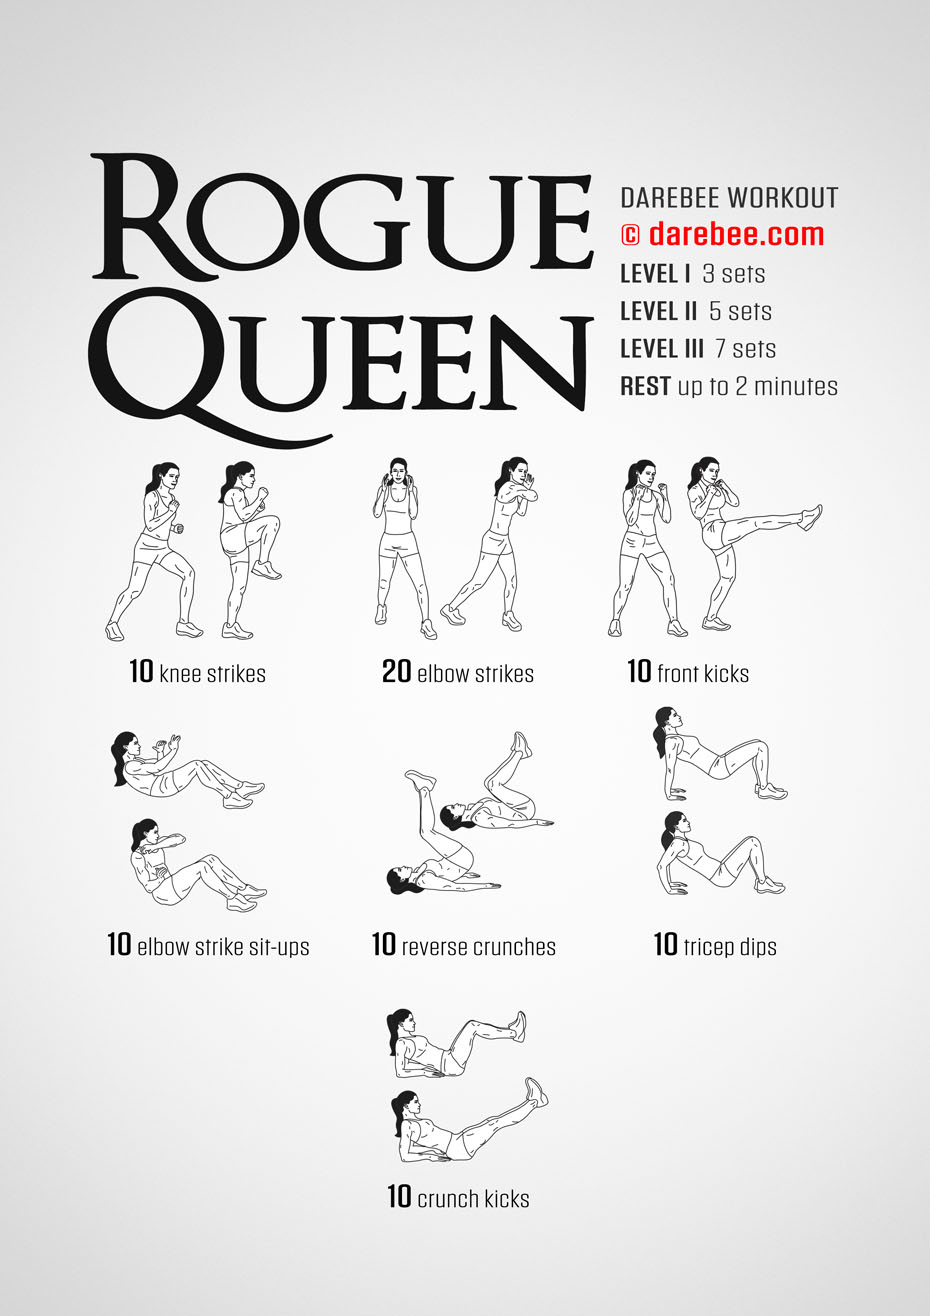 ROGUE
QUEEN
DAREBEE WORKOUT
© darebee.com
LEVEL I 3 sets
LEVEL II 5 sets
LEVEL III 7 sets
REST up to 2 minutes
10 knee strikes
20 elbow strikes
10 front kicks
10 elbow strike sit-ups
10 reverse crunches
10 tricep dips
10 crunch kicks